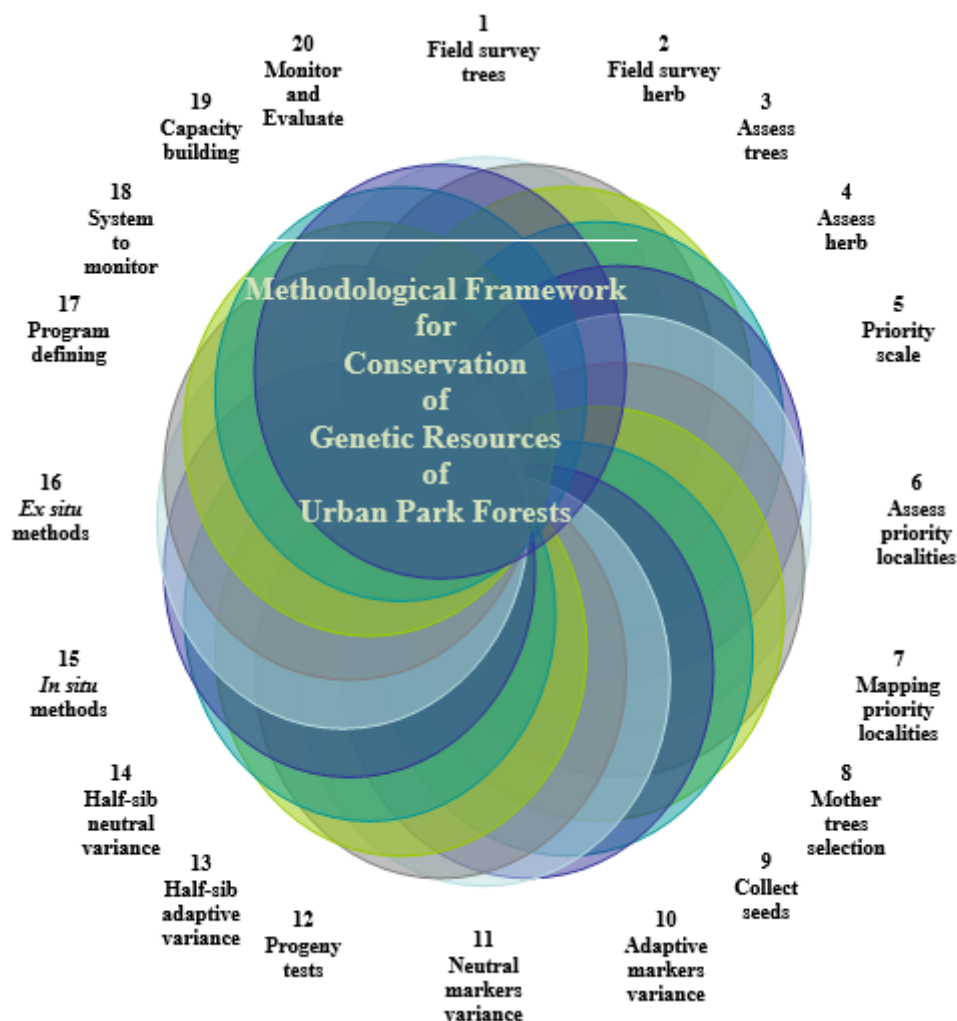 1
Field survey
trees
2
Field survey
herb
3
Assess
trees
4
Assess
herb
5
Priority
scale
6
Assess
priority
localities
7
Mapping
priority
localities
8
Mother
trees
selection
9
Collect
seeds
10
Adaptive
markers
variance
11
Neutral
markers
variance
12
Progeny
tests
13
Half-sib
adaptive
variance
14
Half-sib
neutral
variance
15
In situ
methods
16
Ex situ
methods
17
Program
defining
18
System
to
monitor
19
Capacity
building
20
Monitor
and
Evaluate
Methodological Framework
for
Conservation
of
Genetic Resources
of
Urban Park Forests